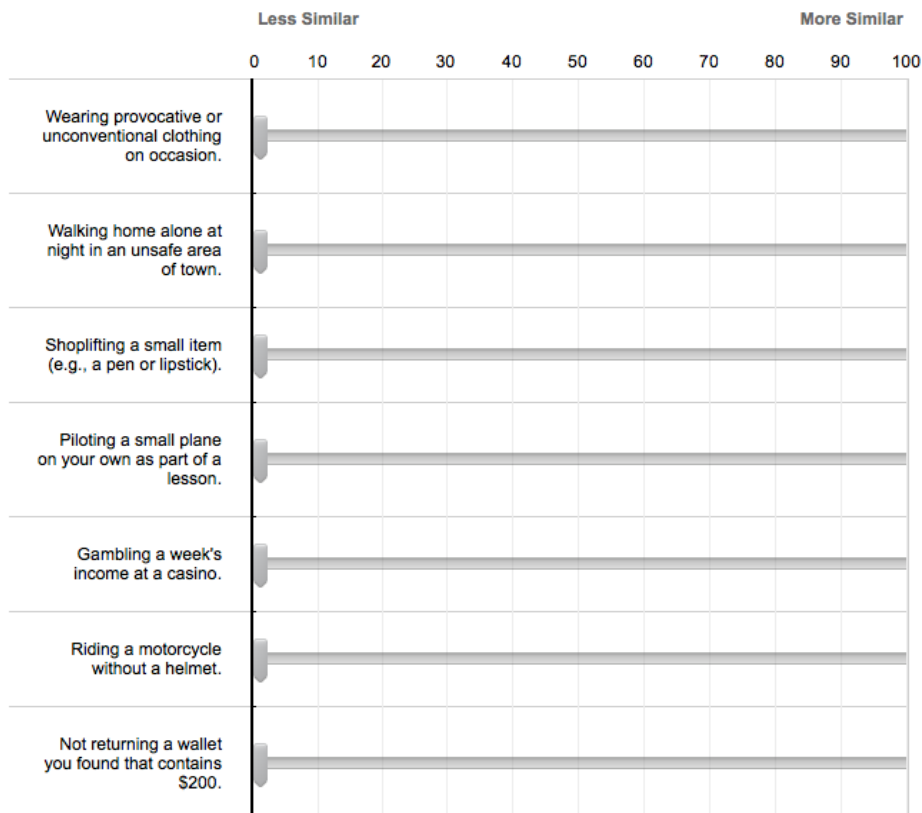 Less Similar More Similar
0 10 20 30 40 50 60 70 80 90 100
Wearing provocative or
unconventional clothing
on occasion.
Walking home alone at
night in an unsafe area
of town.
Shoplifting a small item
(e.g., a pen or lipstick).
Piloting a small plane
on your own as part of a
lesson.
Gambling a week's
income at a casino.
Riding a motorcycle
without a helmet.
Not returning a wallet
you found that contains
$200.